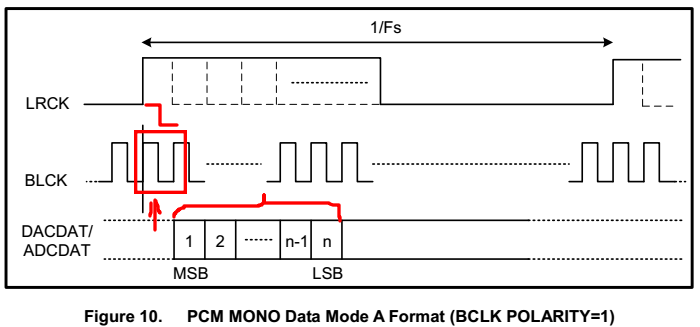 1/Fs
LRCK
BLCK
DACDAT/
ADCDAT
1 2 n-1 n
MSB LSB
Figure 10. PCM MONO Data Mode A Format (BCLK POLARITY=1)